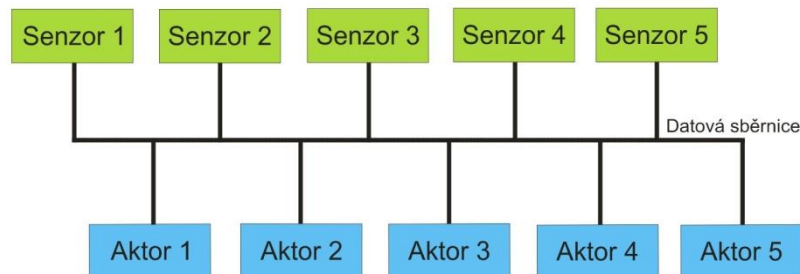 Senzor 1
Senzor 2
Senzor 3
Senzor 4
Senzor 5
Datová sběrnice
Aktor 1
Aktor 2
Aktor 3
Aktor 4
Aktor 5